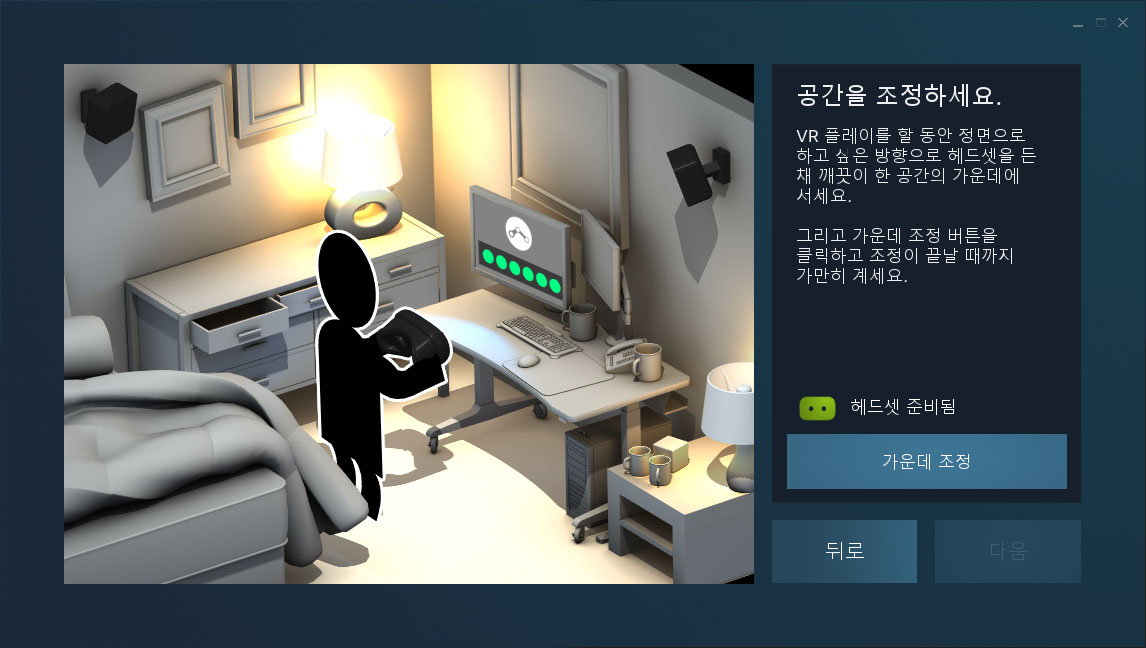 공간을 조정하세요.
VR 플레이를 할 동안 정면으로
하고 싶은 방향으로 헤드셋을 든
채 깨끗이 한 공간의 가운데에
서세요.
그리고 가운데 조정 버튼을
클릭하고 조정이 끝날 때까지
가만히 계세요.
헤드셋 준비됨
가운데 조정
뒤로
다음